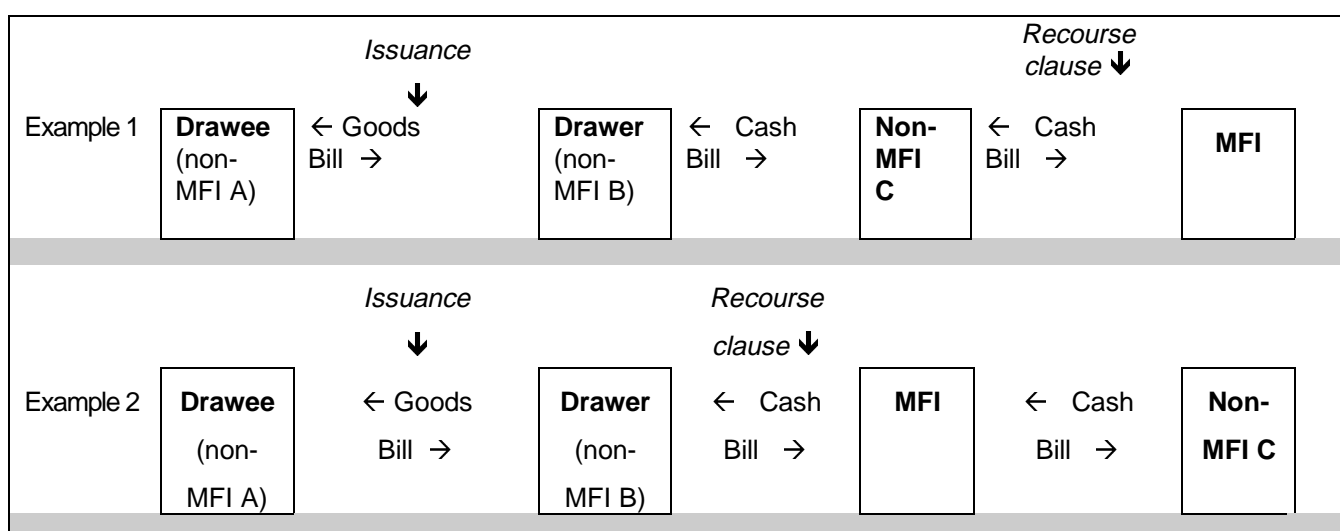 Issuance
Recourse
clause 🡻
🡻
Example 1
Drawee
(non-
MFI A)
← Goods
Bill →
Drawer
(non-
MFI B)
← Cash
Bill →
Non-
MFI
C
← Cash
Bill →
MFI
Issuance
Recourse
🡻
clause 🡻
Example 2
Drawee
(non-
MFI A)
← Goods
Bill →
Drawer
(non-
MFI B)
← Cash
Bill →
MFI
← Cash
Bill →
Non-
MFI C